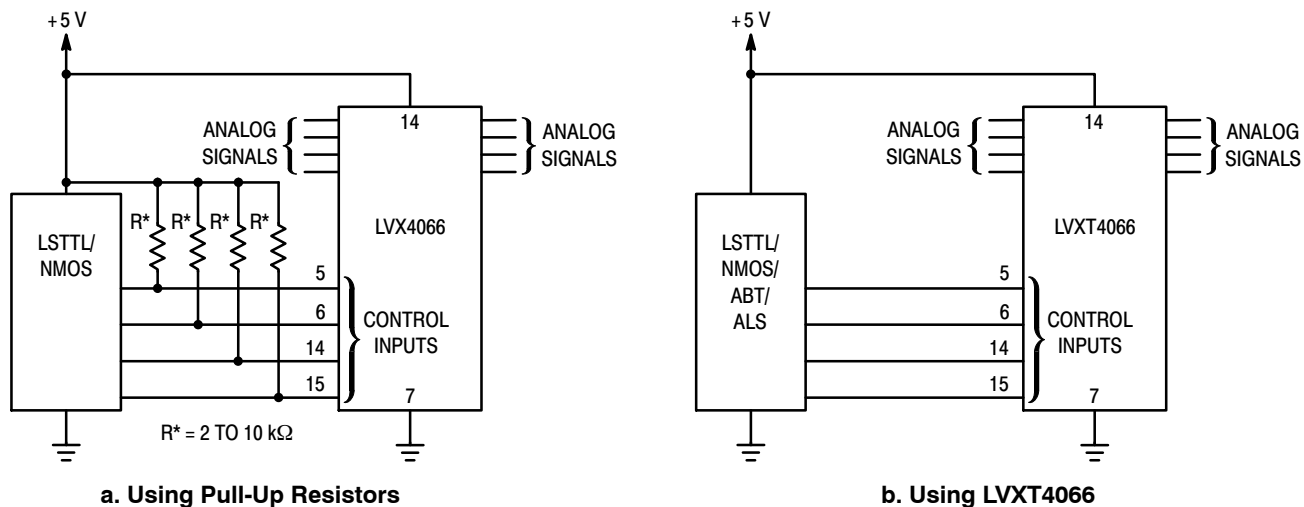 +5 V
14
ANALOG
SIGNALS
ANALOG
SIGNALS
R* R* R* R*
LSTTL/
NMOS
LVX4066
5
6
14
15
CONTROL
INPUTS
7
R* = 2 TO 10 kΩ
a. Using Pull-Up Resistors
+5 V
14
ANALOG
SIGNALS
ANALOG
SIGNALS
LSTTL/
NMOS/
ABT/
ALS
LVXT4066
5
6
14
15
CONTROL
INPUTS
7
b. Using LVXT4066